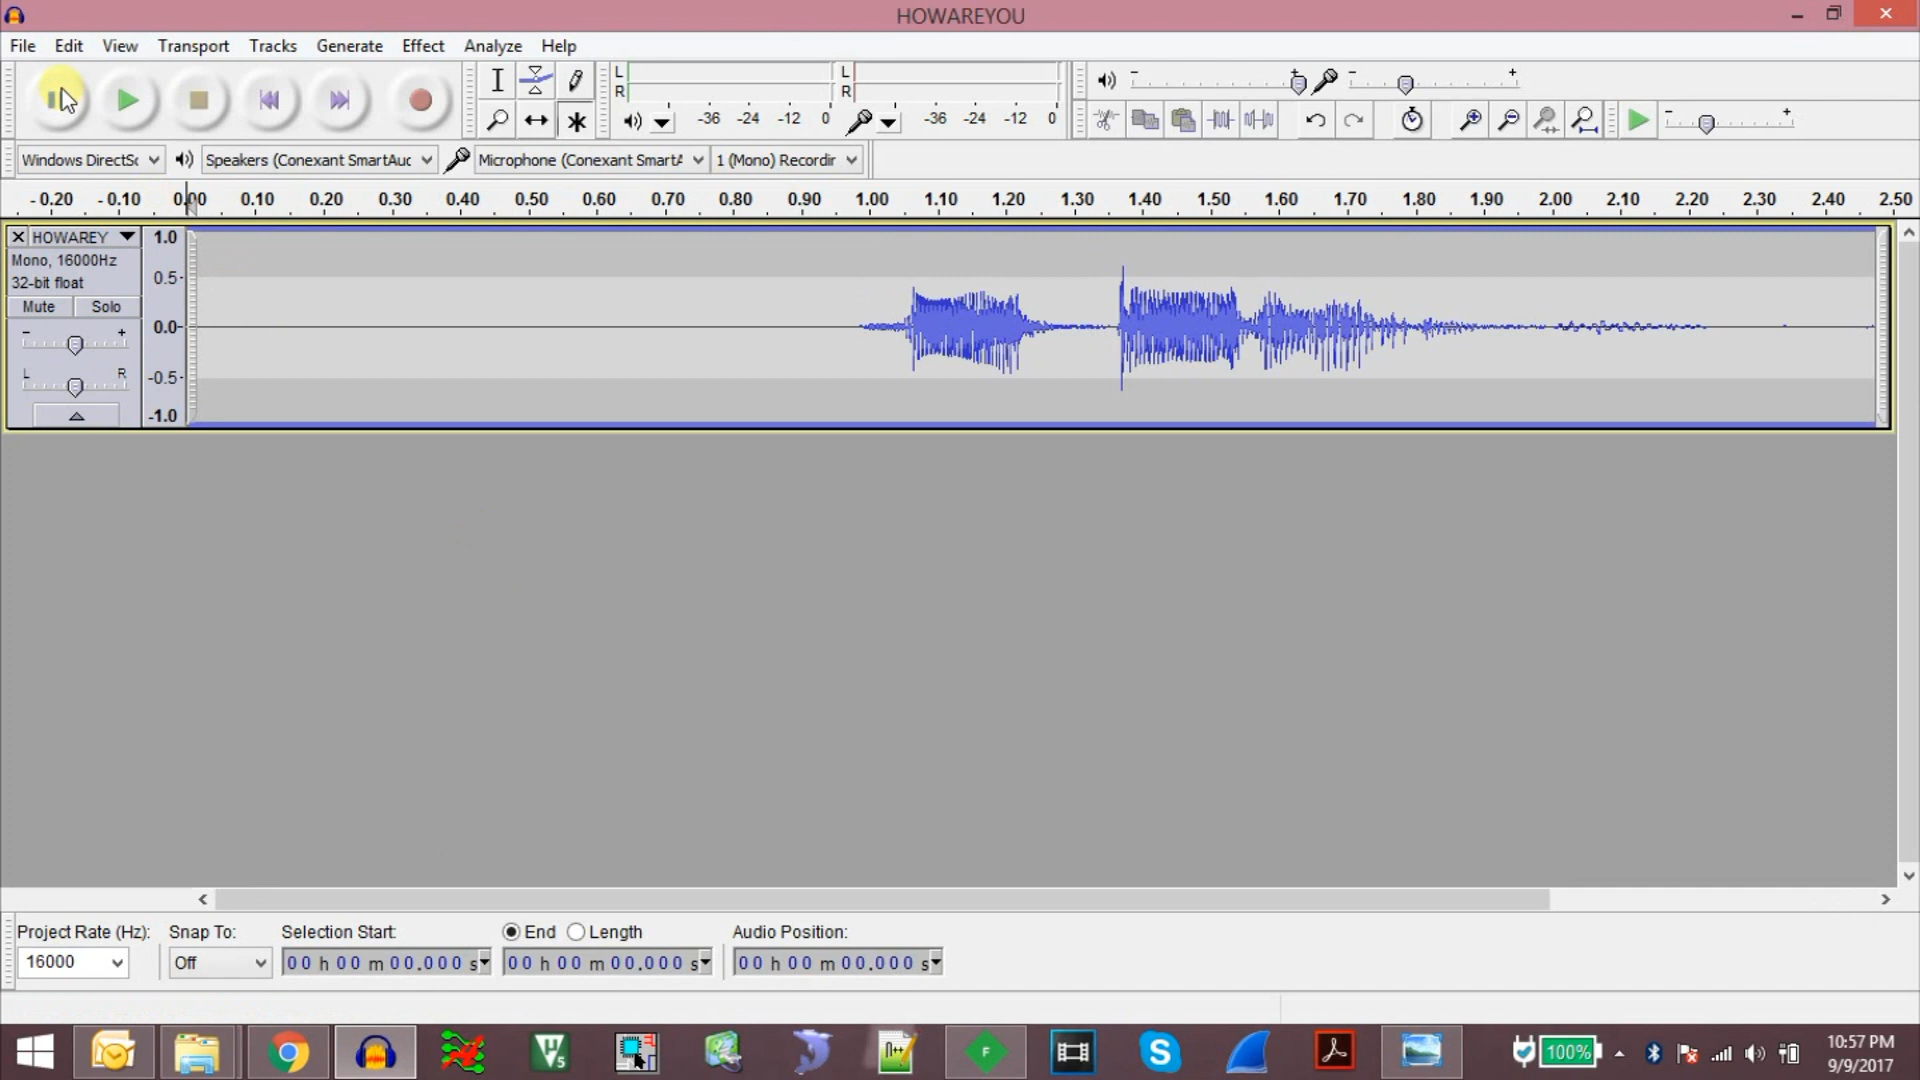 HOWAREYOU
File Edit View Transport Tracks Generate Effect Analyze Help
L R -36 -24 -12 0 L R -36 -24 -12 0 - + - + - +
Windows DirectSc Speakers (Conexant SmartAuc Microphone (Conexant SmartA 1 (Mono) Recordir
- 0.20 - 0.10 0.00 0.10 0.20 0.30 0.40 0.50 0.60 0.70 0.80 0.90 1.00 1.10 1.20 1.30 1.40 1.50 1.60 1.70 1.80 1.90 2.00 2.10 2.20 2.30 2.40 2.50
HOWAREY
Mono, 16000Hz
32-bit float
Mute Solo
- +
L R
1.0
0.5
0.0
-0.5
-1.0
Project Rate (Hz): Snap To: Selection Start: End Length Audio Position:
16000 Off 00 h 00 m 00.000 s 00 h 00 m 00.000 s 00 h 00 m 00.000 s
V5 n++ F S 100% 10:57 PM
9/9/2017